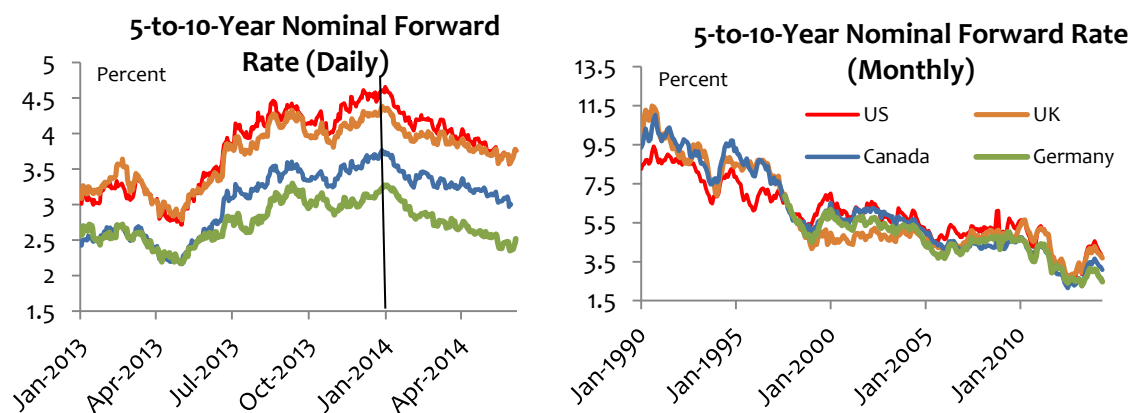 5-to-10-Year Nominal Forward
Rate (Daily)
Percent
5
4.5
4
3.5
3
2.5
2
1.5
Jan-2013
Apr-2013
Jul-2013
Oct-2013
Jan-2014
Apr-2014
5-to-10-Year Nominal Forward Rate
(Monthly)
Percent
13.5
11.5
9.5
7.5
5.5
3.5
1.5
US
UK
Canada
Germany
Jan-1990
Jan-1995
Jan-2000
Jan-2005
Jan-2010